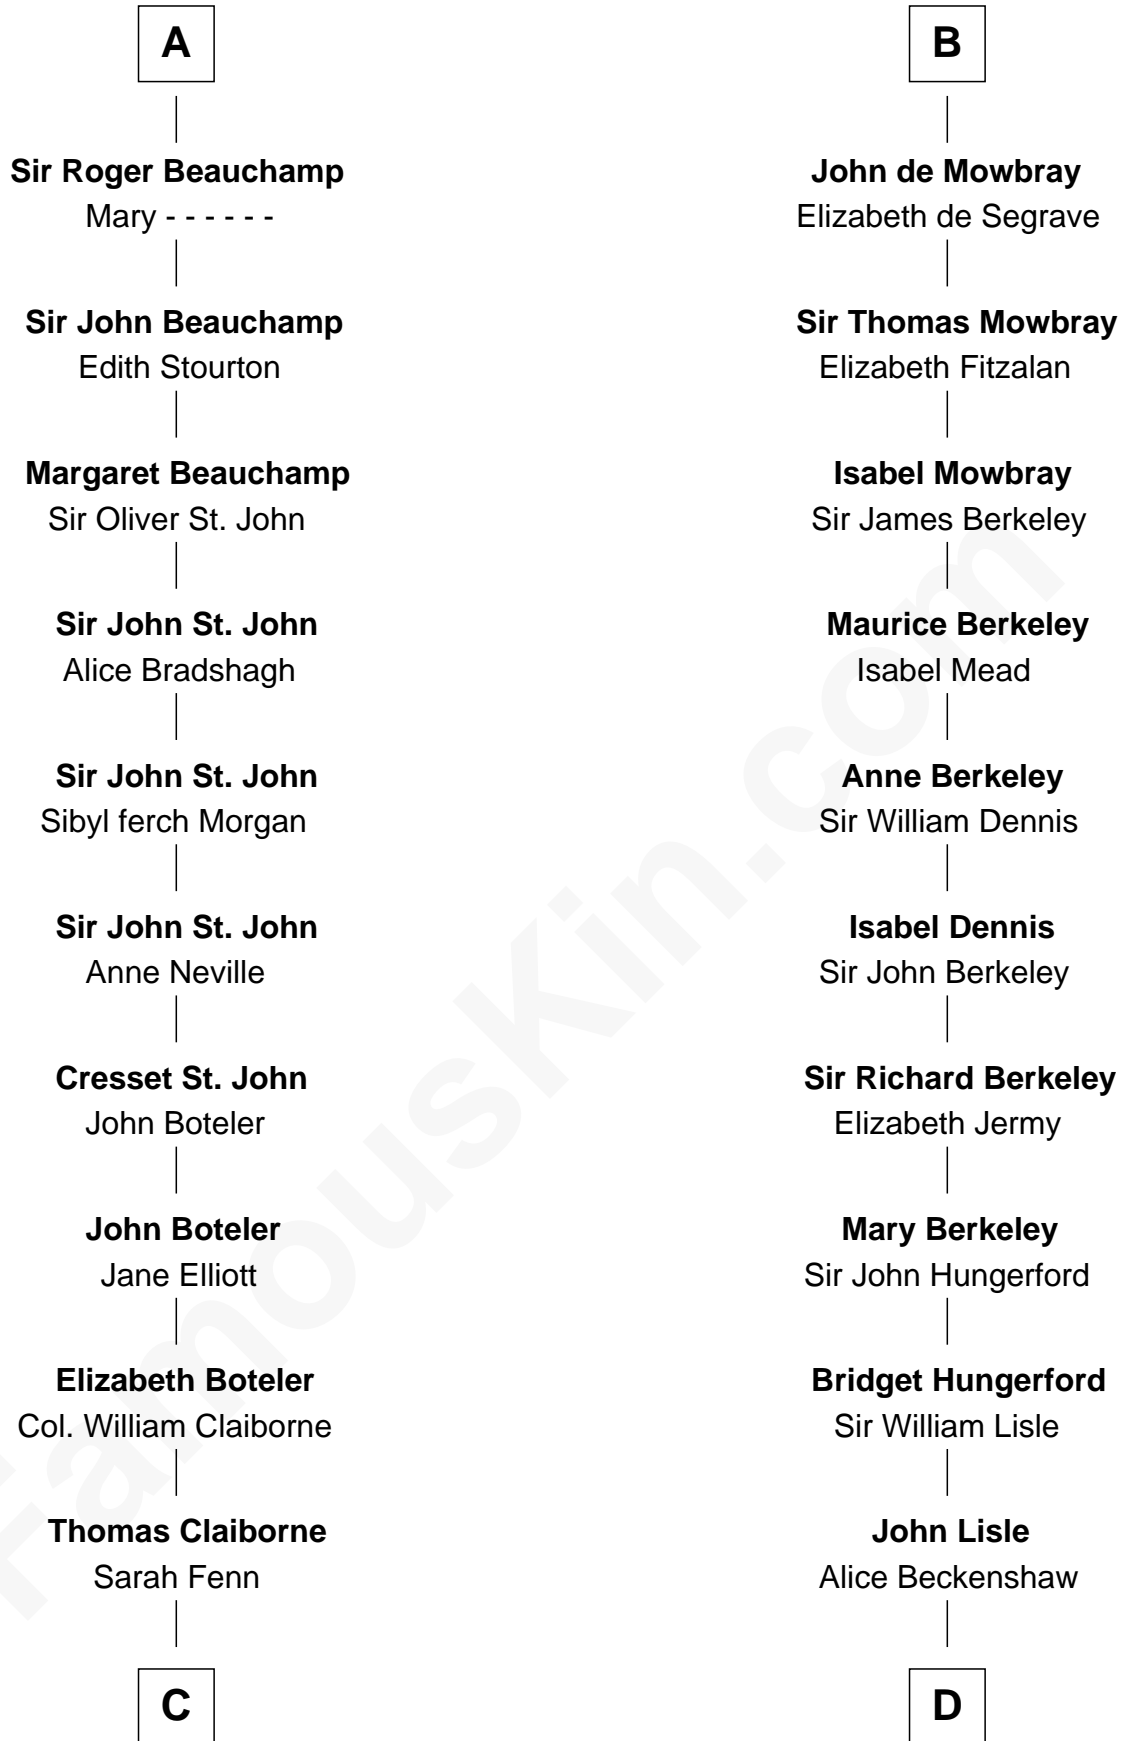 A
Sir Roger Beauchamp
Mary - - - - - -
Sir John Beauchamp
Edith Stourton
Margaret Beauchamp
Sir Oliver St. John
Sir John St. John
Alice Bradshagh
Sir John St. John
Sibyl ferch Morgan
Sir John St. John
Anne Neville
Cresset St. John
John Boteler
John Boteler
Jane Elliott
Elizabeth Boteler
Col. William Claiborne
Thomas Claiborne
Sarah Fenn
C
B
John de Mowbray
Elizabeth de Segrave
Sir Thomas Mowbray
Elizabeth Fitzalan
Isabel Mowbray
Sir James Berkeley
Maurice Berkeley
Isabel Mead
Anne Berkeley
Sir William Dennis
Isabel Dennis
Sir John Berkeley
Sir Richard Berkeley
Elizabeth Jermy
Mary Berkeley
Sir John Hungerford
Bridget Hungerford
Sir William Lisle
John Lisle
Alice Beckenshaw
D
FamousKin.com